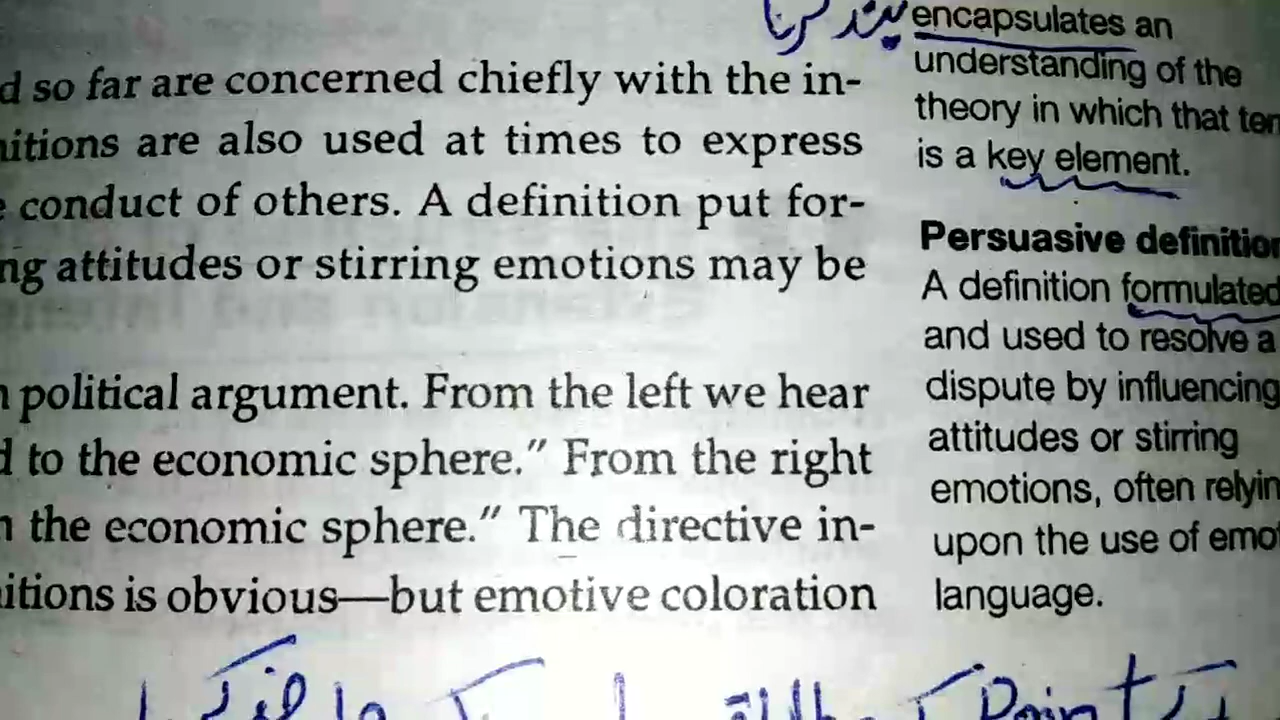 d so far are concerned chiefly with the in-
nitions are also used at times to express
e conduct of others. A definition put for-
ng attitudes or stirring emotions may be
n political argument. From the left we hear
d to the economic sphere." From the right
n the economic sphere." The directive in-
itions is obvious—but emotive coloration
encapsulates an
understanding of the
theory in which that ter
is a key element.
Persuasive definition
A definition formulated
and used to resolve a
dispute by influencing
attitudes or stirring
emotions, often relyin
upon the use of emo
language.
Point